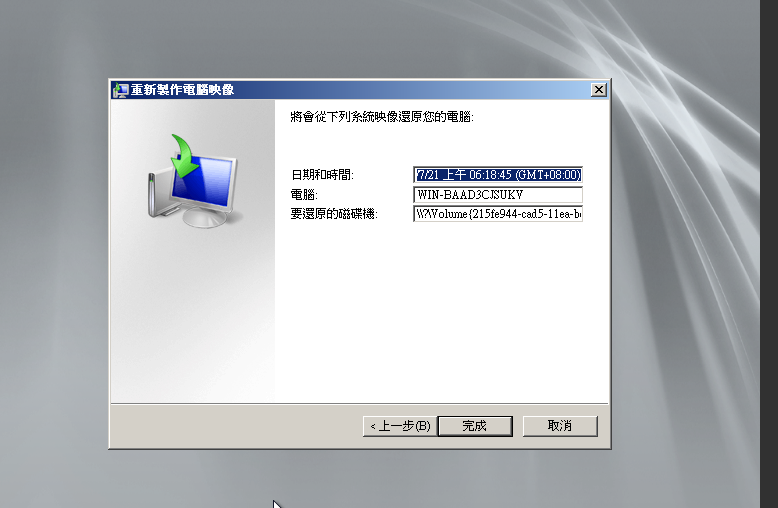 重新製作電腦映像
將會從下列系統映像還原您的電腦:
日期和時間: 7/21 上午 06:18:45 (GMT+08:00)
電腦: WIN-BAAD3CJSUKV
要還原的磁碟機: \\?\Volume{215fe944-cad5-11ea-b
< 上一步(B) 完成 取消